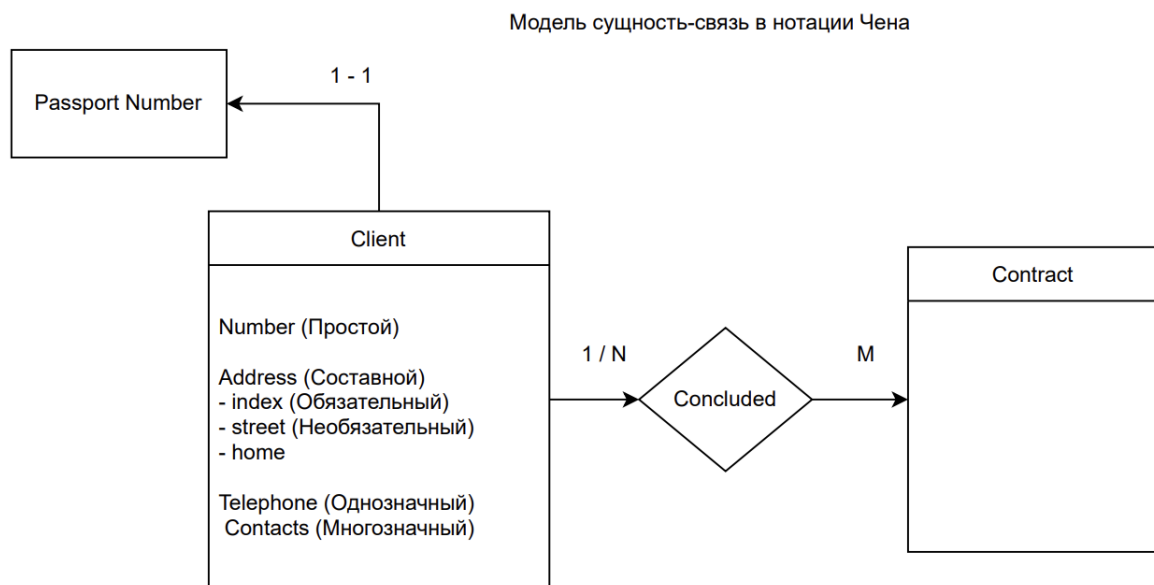 Модель сущность-связь в нотации Чена
1 - 1
Passport Number
Client
Contract
Number (Простой)
Address (Составной)
- index (Обязательный)
- street (Необязательный)
- home
Telephone (Однозначный)
Contacts (Многозначный)
1 / N
Concluded
M